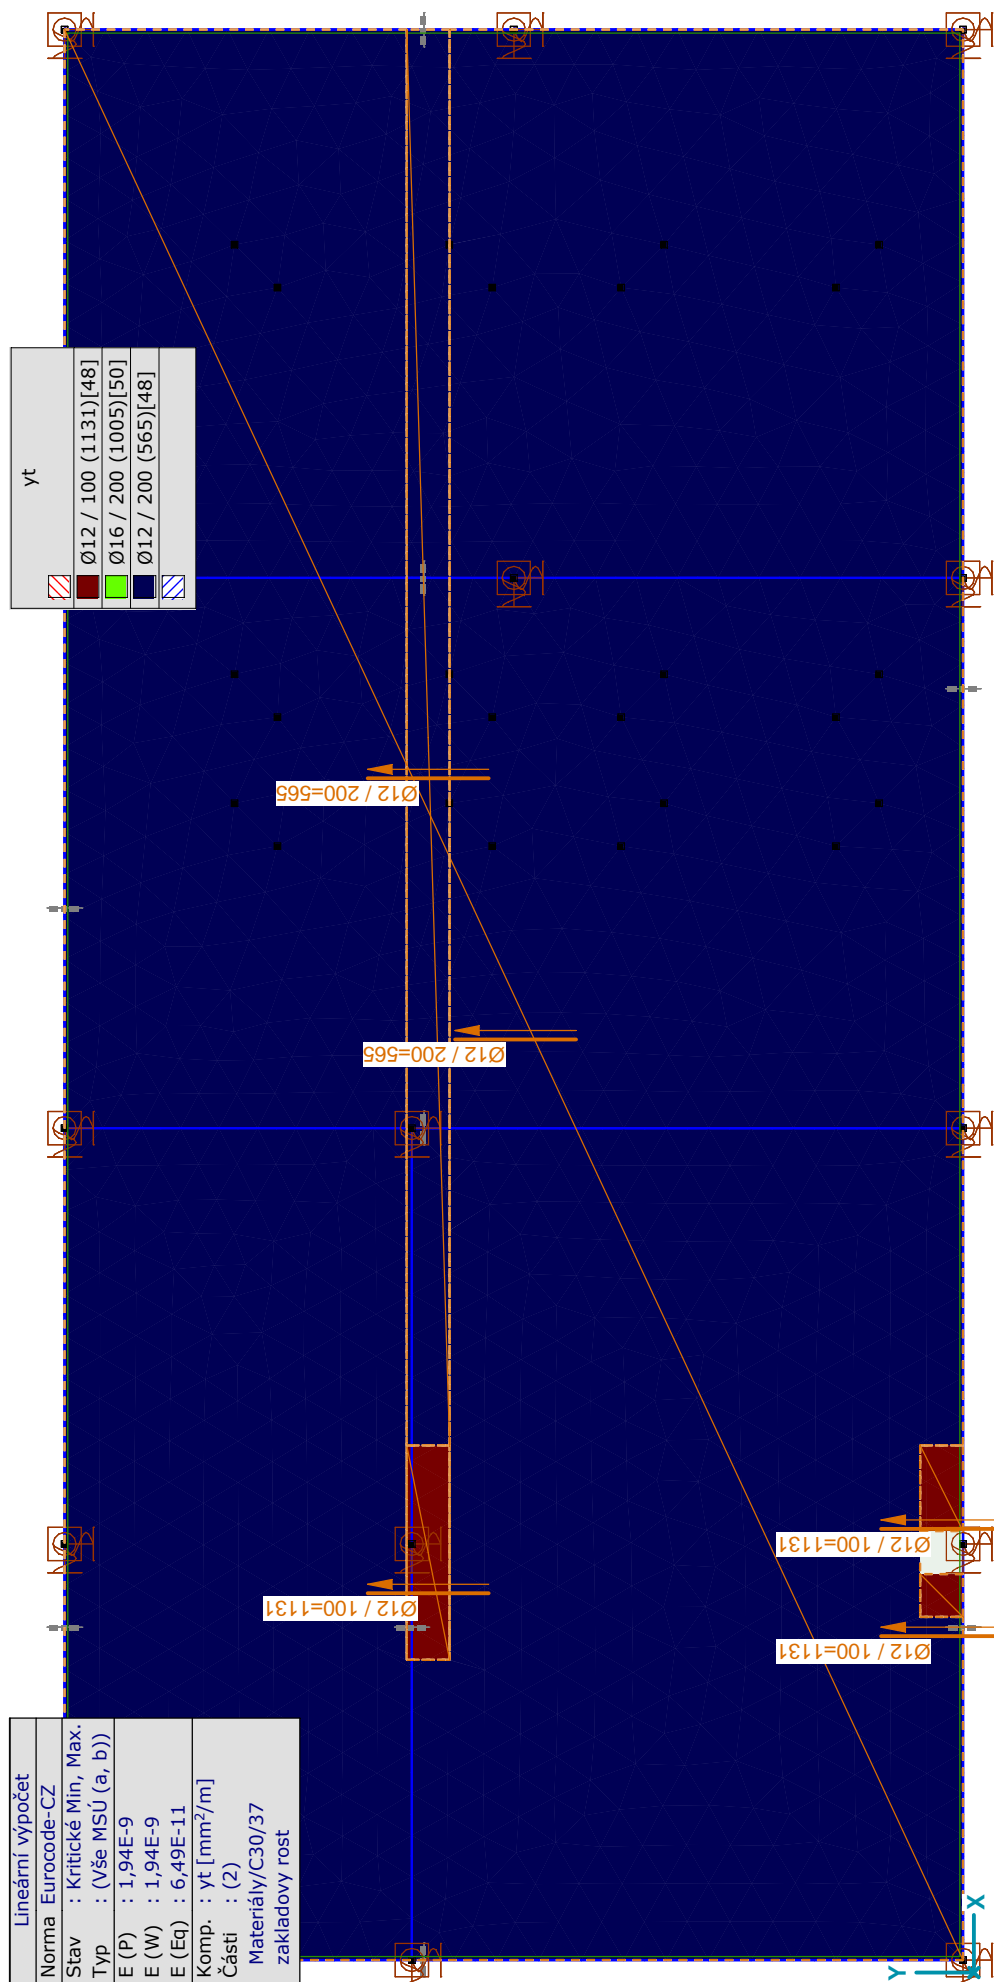 yt
Ø12 / 100 (1131)[48]
Ø16 / 200 (1005)[50]
Ø12 / 200 (565)[48]
Ø12 / 200=565
Ø12 / 200=565
Ø12 / 100=1131
Ø12 / 100=1131
Ø12 / 100=1131
Lineární výpočet
Norma Eurocode-CZ
Stav : Kritické Min, Max.
Typ : (Vše MSÚ (a, b))
E (P) : 1,94E-9
E (W) : 1,94E-9
E (Eq) : 6,49E-11
Komp. : yt [mm²/m]
Části : (2)
Materiály/C30/37
zakladovy rost
Y
X